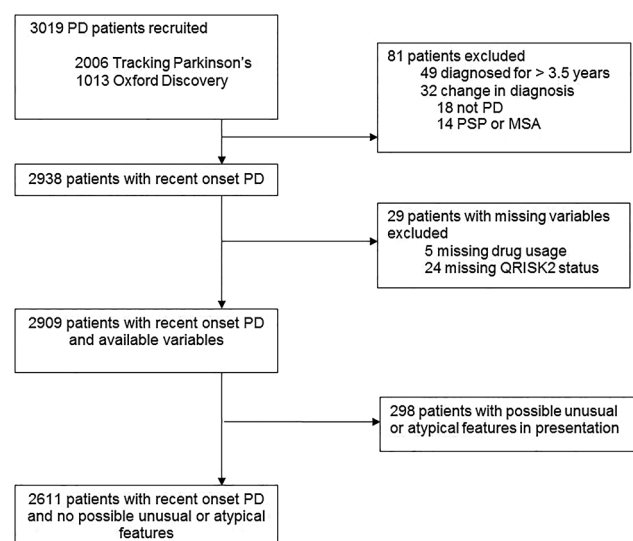 3019 PD patients recruited
2006 Tracking Parkinson's
1013 Oxford Discovery
81 patients excluded
49 diagnosed for > 3.5 years
32 change in diagnosis
18 not PD
14 PSP or MSA
2938 patients with recent onset PD
29 patients with missing variables
excluded
5 missing drug usage
24 missing QRISK2 status
2909 patients with recent onset PD
and available variables
298 patients with possible unusual
or atypical features in presentation
2611 patients with recent onset PD
and no possible unusual or atypical
features